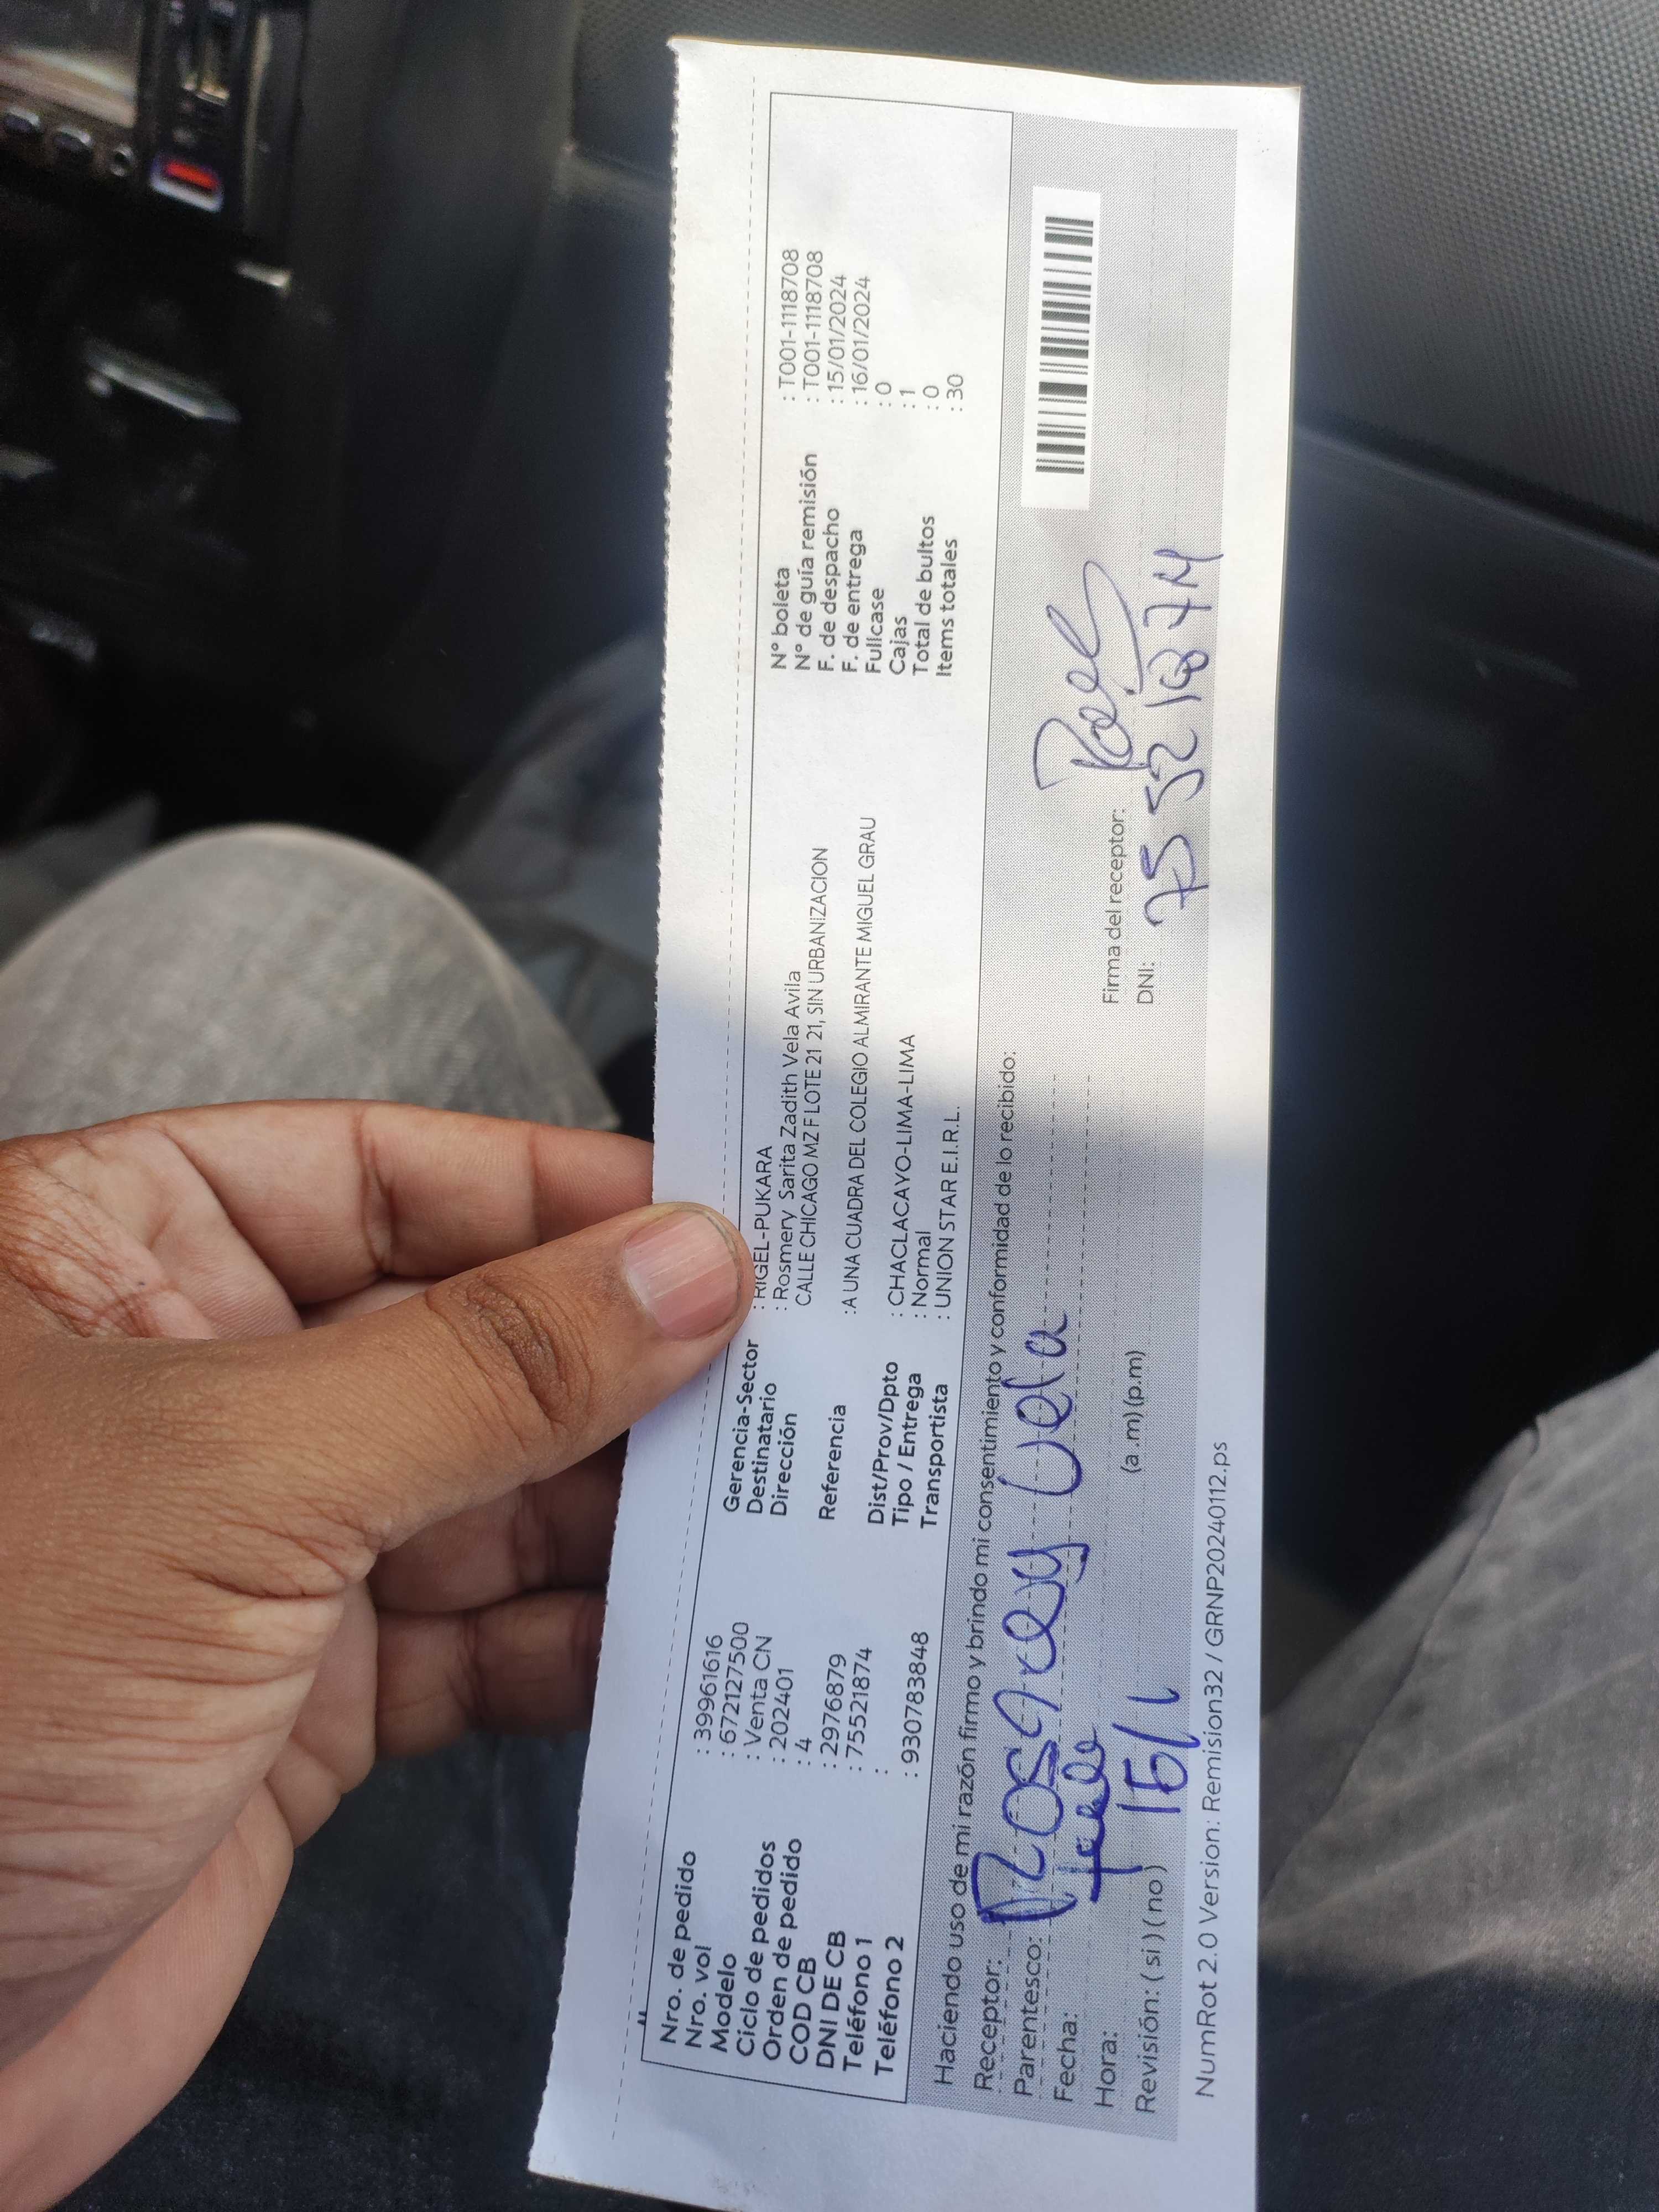 Nro. de pedido : 39961616
Nro. vol : 672127500
Modelo : Venta CN
Ciclo de pedidos : 202401
Orden de pedido : 4
COD CB : 2976879
DNI DE CB : 75521874
Teléfono 1 :
Teléfono 2 : 930783848
Gerencia-Sector : RIGEL-PUKARA
Destinatario : Rosmery Sarita Zadith Vela Avila
Dirección CALLE CHICAGO MZ F LOTE 21 21, SIN URBANIZACION
Referencia :A UNA CUADRA DEL COLEGIO ALMIRANTE MIGUEL GRAU
Dist/Prov/Dpto : CHACLACAYO-LIMA-LIMA
Tipo / Entrega : Normal
Transportista : UNION STAR E.I.R.L.
N° boleta : T001-1118708
N° de guía remisión : T001-1118708
F. de despacho : 15/01/2024
F. de entrega : 16/01/2024
Fullcase : 0
Cajas : 1
Total de bultos : 0
Items totales : 30
Haciendo uso de mi razón firmo y brindo mi consentimiento y conformidad de lo recibido:
Receptor: Rosmery Vela
Parentesco:
Fecha:
Hora: (a.m) (p.m)
Revisión: ( si ) ( no )
Firma del receptor:
DNI: 75521874
NumRot 2.0 Version: Remision32 / GRNP20240112.ps